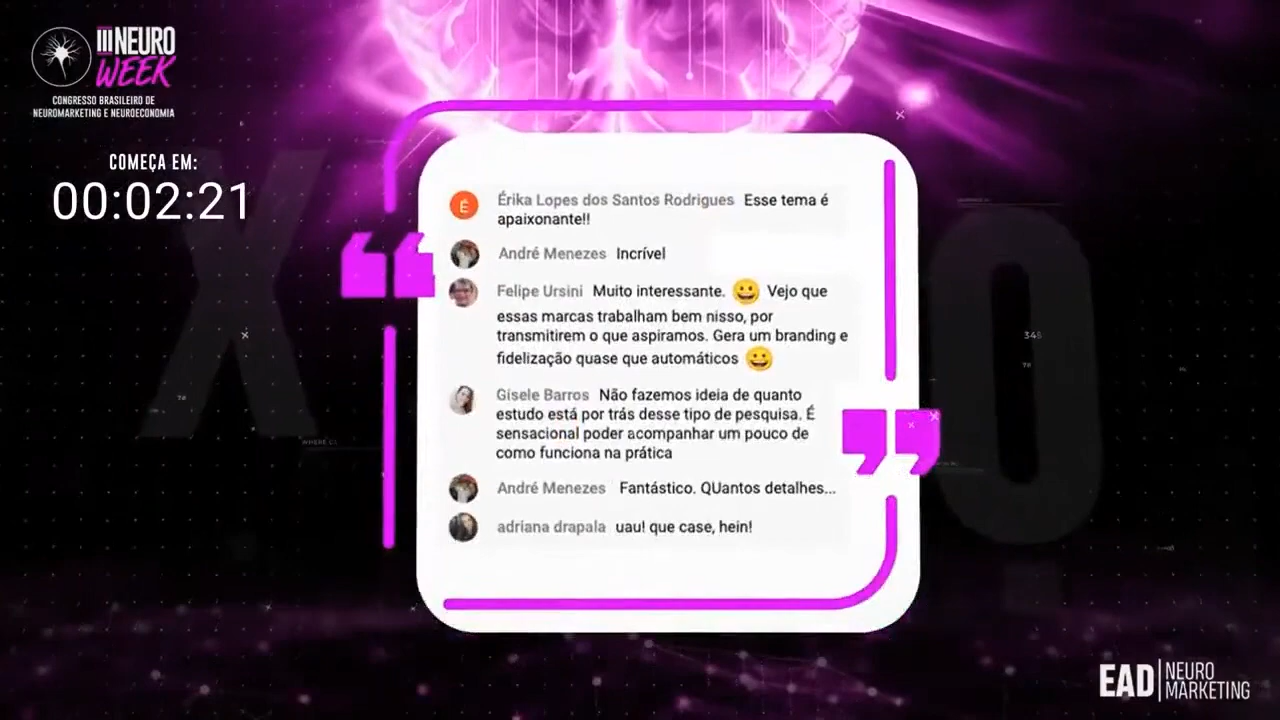 III NEURO
WEEK
CONGRESSO BRASILEIRO DE
NEUROMARKETING E NEUROECONOMIA
COMEÇA EM:
00:02:21
É
Érika Lopes dos Santos Rodrigues Esse tema é
apaixonante!!
André Menezes Incrível
Felipe Ursini Muito interessante. 😀 Vejo que
essas marcas trabalham bem nisso, por
transmitirem o que aspiramos. Gera um branding e
fidelização quase que automáticos 😀
Gisele Barros Não fazemos ideia de quanto
estudo está por trás desse tipo de pesquisa. É
sensacional poder acompanhar um pouco de
como funciona na prática
André Menezes Fantástico. QUantos detalhes...
adriana drapala uau! que case, hein!
EAD NEURO
MARKETING